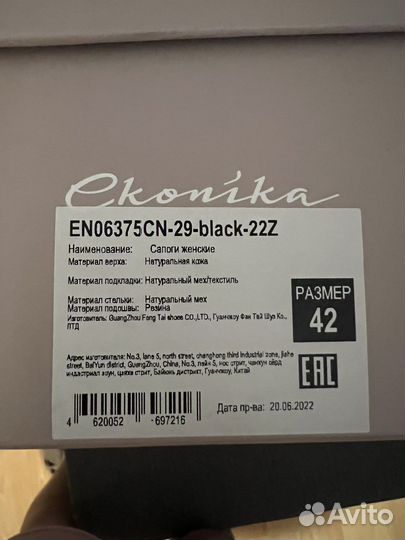 Ekonika
EN06375CN-29-black-22Z
Наименование: Сапоги женские
Материал верха: Натуральная кожа
Материал подкладки: Натуральный мех/текстиль
Материал стельки: Натуральный мех
Материал подошвы: Резина
Изготовитель: GuangZhou Fang Tai shoes CO.,LTD., Гуанчжоу Фан Тай Шуз Ко.,
ЛТД
РАЗМЕР
42
Адрес изготовителя: No.3, lane 5, north street, changhong third industrial zone, jiahe
street, BaiYun district, GuangZhou, China, No.3, лэйн 5, нос стрит, чанхун сёрд
индастриал зоун, цзяхэ стрит, Байюнь дистрикт, Гуанчжоу, Китай
EAC
4 620052 697216
Дата пр-ва: 20.06.2022
Avito